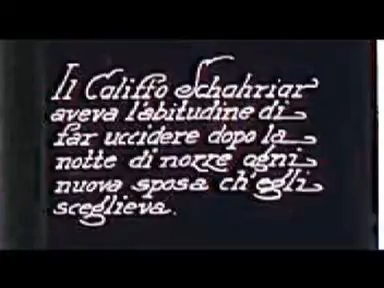 Il Califfo Schahriar
aveva l'abitudine di
far uccidere dopo la
notte di nozze ogni
nuova sposa ch'egli
sceglieva.